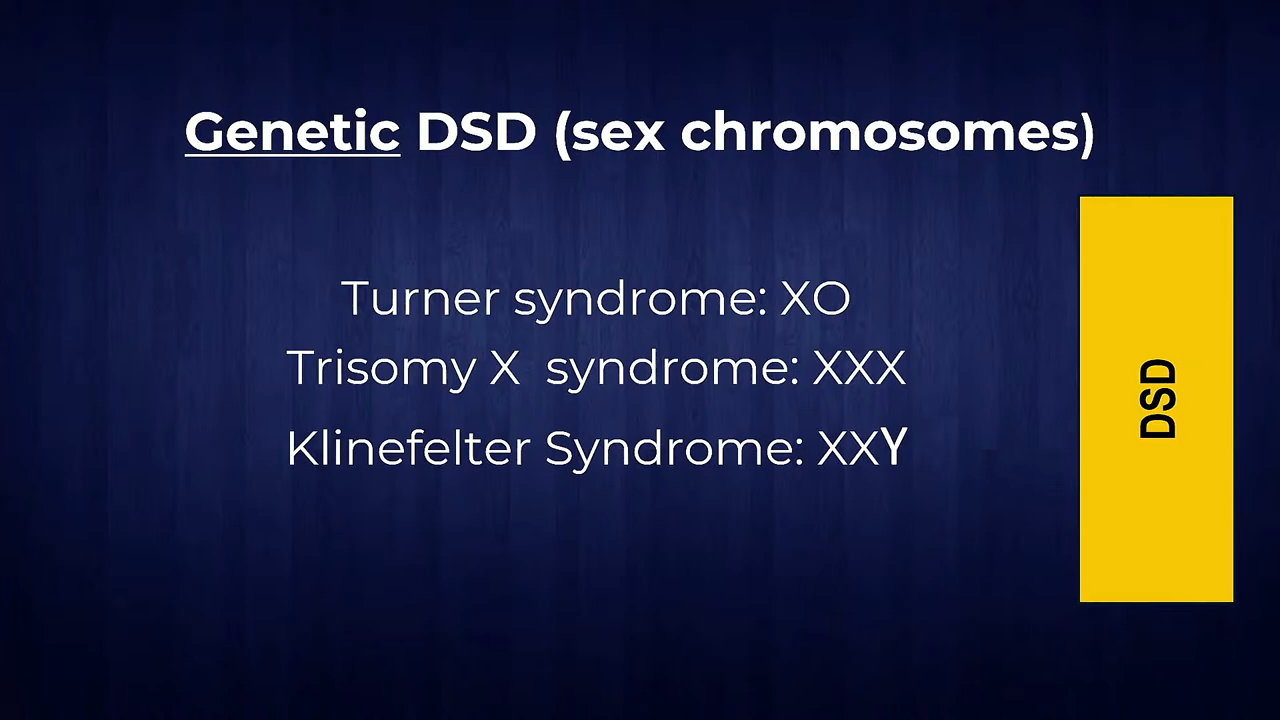 Genetic DSD (sex chromosomes)
Turner syndrome: XO
Trisomy X syndrome: XXX
Klinefelter Syndrome: XXY
DSD